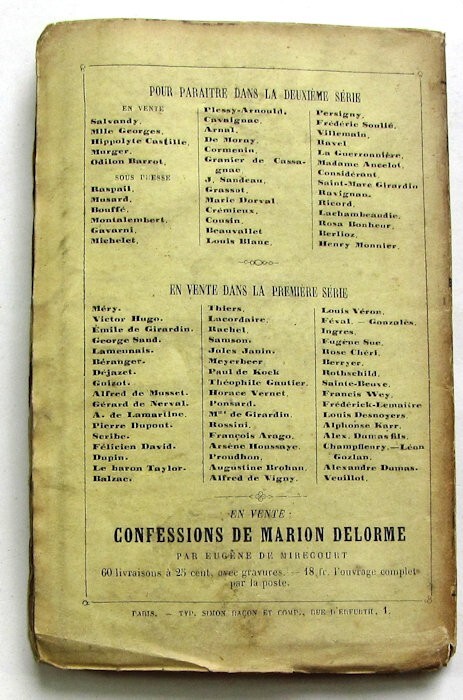 POUR PARAITRE DANS LA DEUXIÈME SÉRIE
EN VENTE
Salvandy,
Mlle Georges,
Hippolyte Castille,
Murger,
Odilon Barrot,
SOUS PRESSE
Raspail,
Musard,
Bouffé,
Montalembert,
Gavarni,
Michelet,
Plessy-Arnould,
Cavaignac,
Arnal,
De Morny,
Cormenin,
Granier de Cassa-
gnac
J. Sandeau,
Grassot,
Marie Dorval
Crémieux,
Cousin,
Beauvallet
Louis Blanc,
Persigny,
Frédéric Soulié,
Villemain,
Ravel
La Guerronnière,
Madame Ancelot,
Considérant
Saint-Marc Girardin
Ravignan,
Ricord,
Lachambeaudie,
Rosa Bonheur,
Berlioz,
Henry Monnier,
EN VENTE DANS LA PREMIÈRE SÉRIE
Méry.
Victor Hugo.
Émile de Girardin.
George Sand.
Lamennais.
Béranger.
Déjazet.
Guizot.
Alfred de Musset.
Gérard de Nerval.
A. de Lamartine.
Pierre Dupont.
Scribe.
Félicien David.
Dupin.
Le baron Taylor.
Balzac.
Thiers.
Lacordaire.
Rachel.
Samson.
Jules Janin.
Meyerbeer.
Paul de Kock
Théophile Gautier.
Horace Vernet.
Ponsard.
Mme de Girardin.
Rossini.
François Arago.
Arsène Houssaye.
Proudhon.
Augustine Brohan.
Alfred de Vigny.
Louis Véron.
Féval. — Gonzalès.
Ingres.
Eugène Sue.
Rose Chéri.
Berryer.
Rothschild.
Sainte-Beuve.
Francis Wey.
Frédérick-Lemaître
Louis Desnoyers
Alphonse Karr.
Alex. Dumas fils.
Champfleury.—Léon
Gozlan.
Alexandre Dumas.
Veuillot.
EN VENTE :
CONFESSIONS DE MARION DELORME
PAR EUGÈNE DE MIRECOURT
60 livraisons à 25 cent. avec gravures. — 18 fr. l'ouvrage complet
par la poste.
PARIS. — TYP. SIMON RAÇON ET COMP., RUE D'ERFURTH, 1.